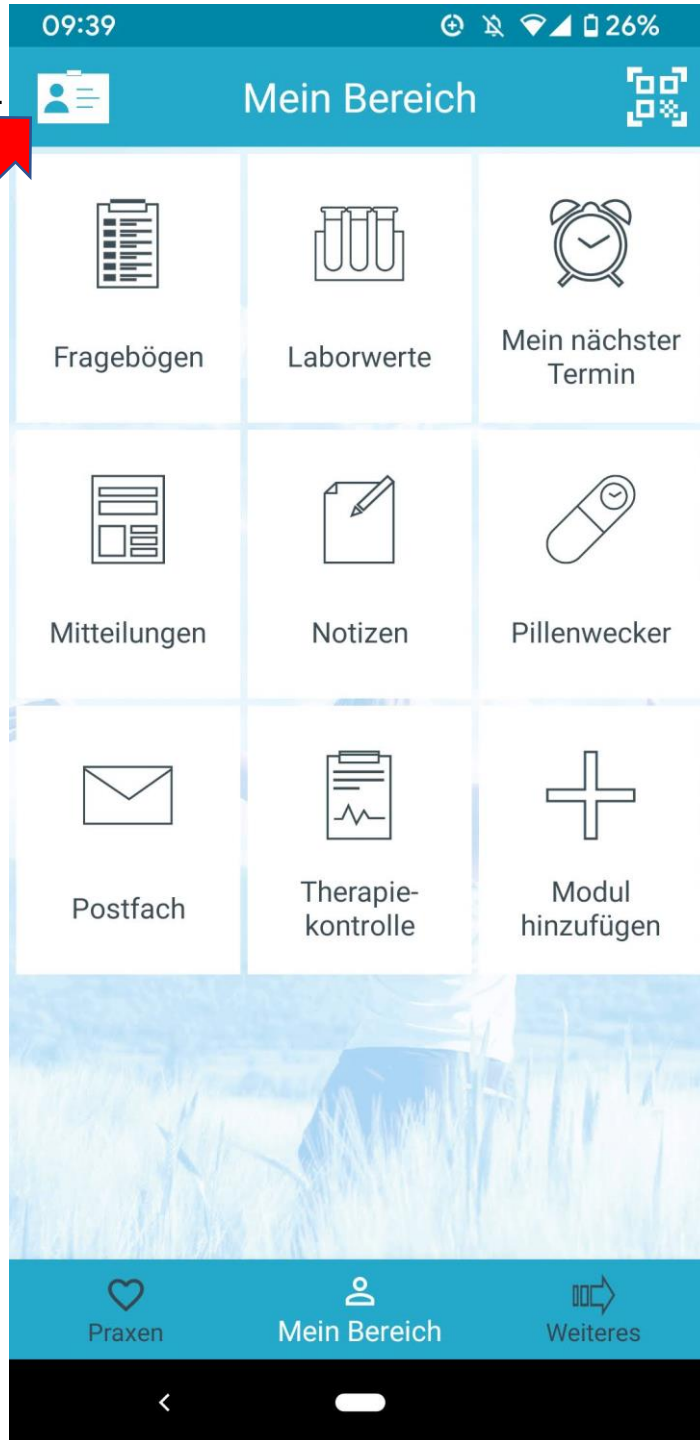 09:39
26%
Mein Bereich
Fragebögen
Laborwerte
Mein nächster
Termin
Mitteilungen
Notizen
Pillenwecker
Postfach
Therapie-
kontrolle
Modul
hinzufügen
Praxen
Mein Bereich
Weiteres